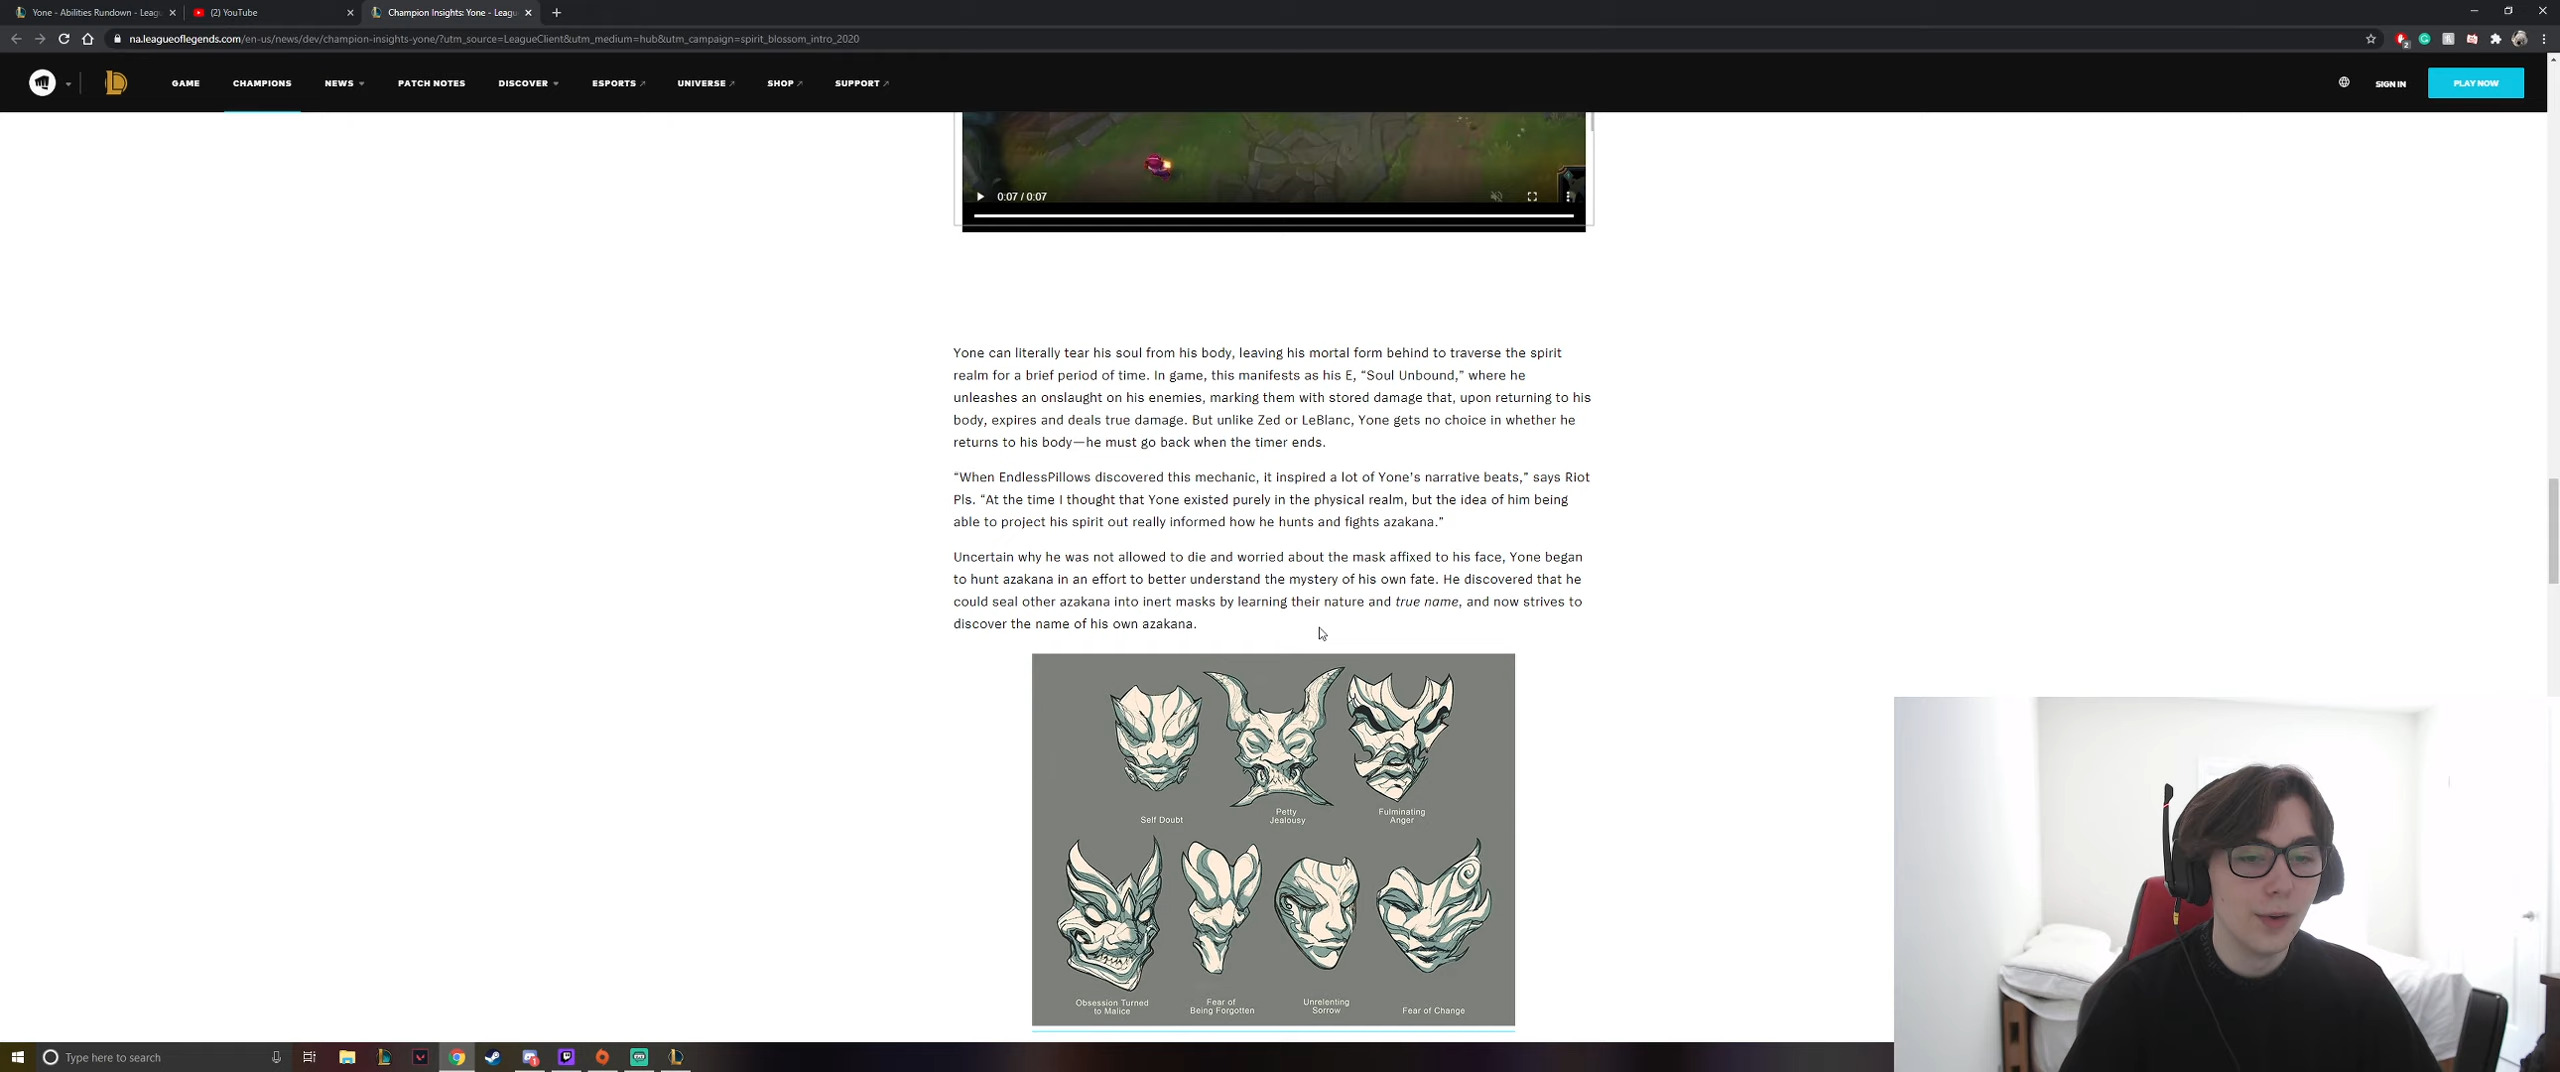 Yone - Abilities Rundown - Leagu
(2) YouTube
Champion Insights: Yone - Leagu
na.leagueoflegends.com/en-us/news/dev/champion-insights-yone/?utm_source=LeagueClient&utm_medium=hub&utm_campaign=spirit_blossom_intro_2020
GAME
CHAMPIONS
NEWS
PATCH NOTES
DISCOVER
ESPORTS
UNIVERSE
SHOP
SUPPORT
SIGN IN
PLAY NOW
0:07 / 0:07
Yone can literally tear his soul from his body, leaving his mortal form behind to traverse the spirit
realm for a brief period of time. In game, this manifests as his E, “Soul Unbound,” where he
unleashes an onslaught on his enemies, marking them with stored damage that, upon returning to his
body, expires and deals true damage. But unlike Zed or LeBlanc, Yone gets no choice in whether he
returns to his body—he must go back when the timer ends.
“When EndlessPillows discovered this mechanic, it inspired a lot of Yone’s narrative beats,” says Riot
Pls. “At the time I thought that Yone existed purely in the physical realm, but the idea of him being
able to project his spirit out really informed how he hunts and fights azakana.”
Uncertain why he was not allowed to die and worried about the mask affixed to his face, Yone began
to hunt azakana in an effort to better understand the mystery of his own fate. He discovered that he
could seal other azakana into inert masks by learning their nature and true name, and now strives to
discover the name of his own azakana.
Self Doubt
Petty
Jealousy
Fulminating
Anger
Obsession Turned
to Malice
Fear of
Being Forgotten
Unrelenting
Sorrow
Fear of Change
Type here to search